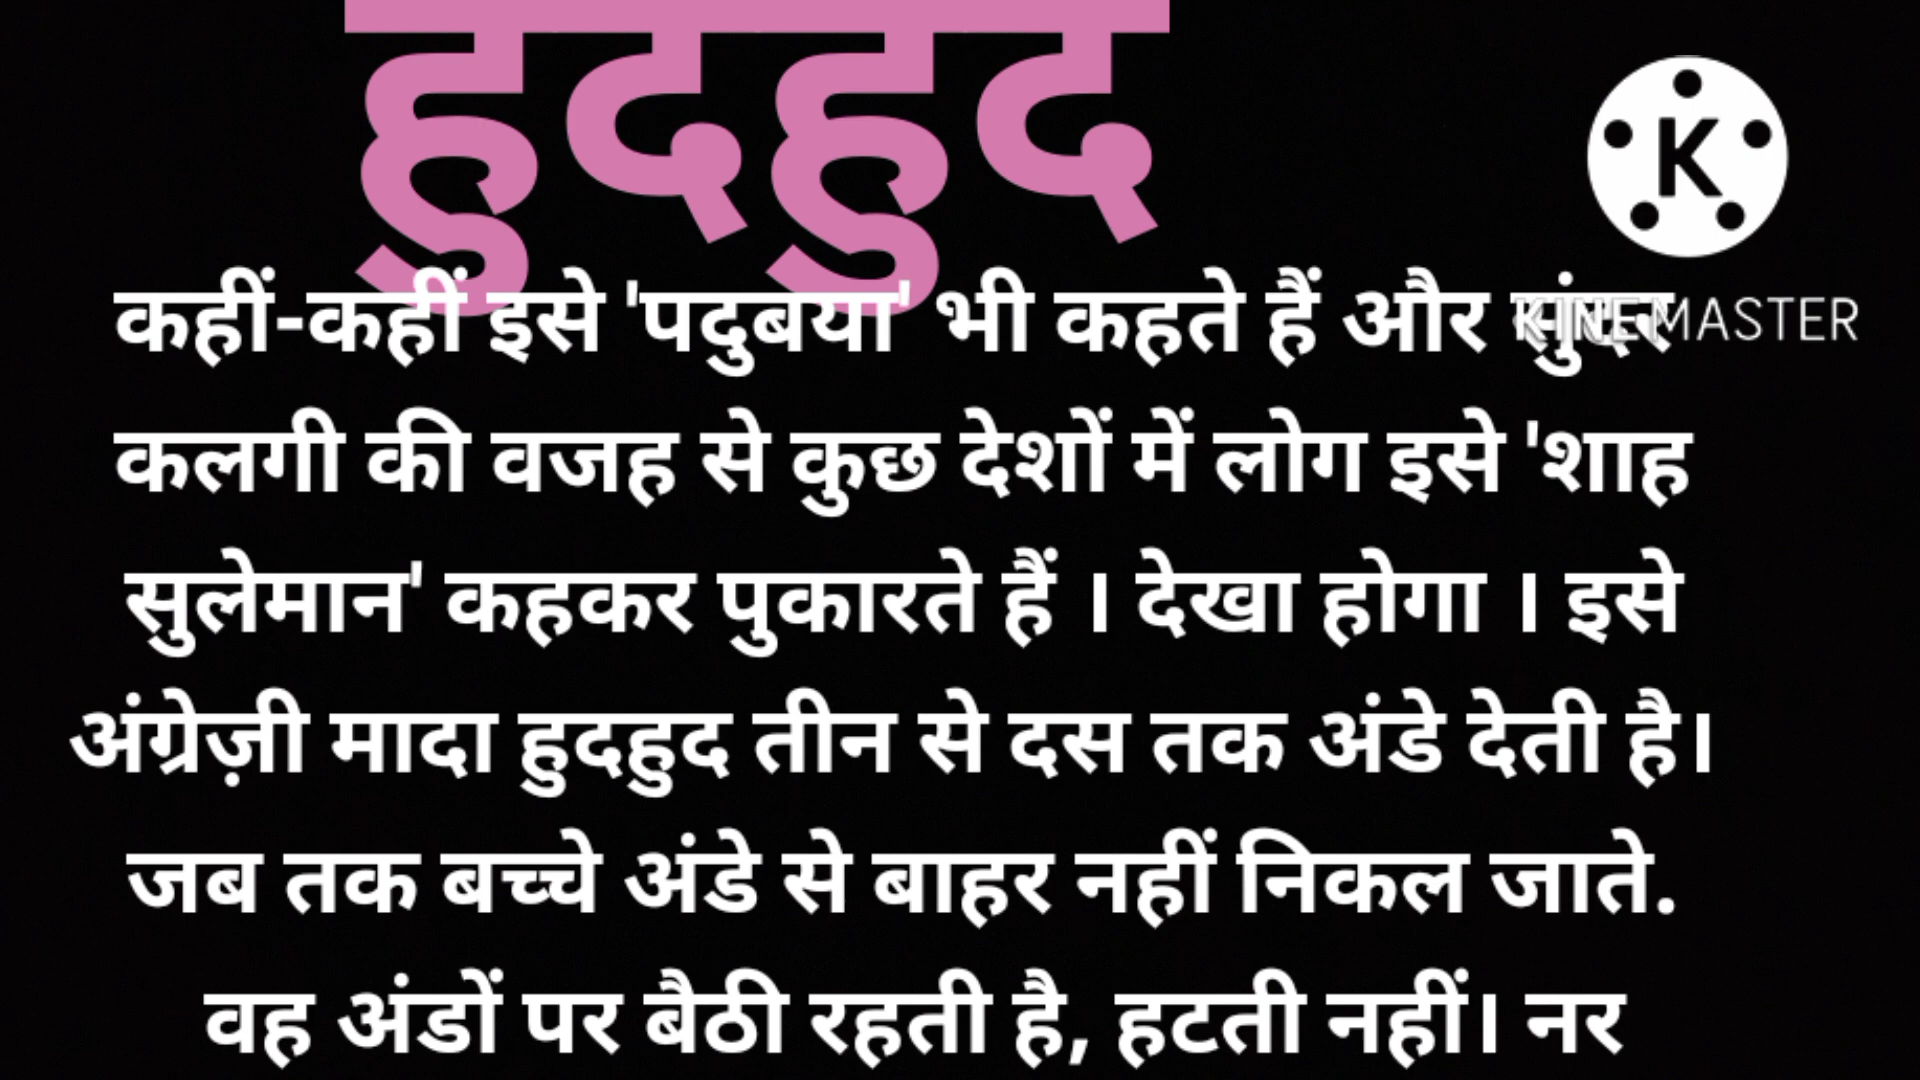 हुदहुद
K
KINEMASTER
कहीं-कहीं इसे 'पदुबया' भी कहते हैं और सुंदर
कलगी की वजह से कुछ देशों में लोग इसे 'शाह
सुलेमान' कहकर पुकारते हैं । देखा होगा । इसे
अंग्रेज़ी मादा हुदहुद तीन से दस तक अंडे देती है।
जब तक बच्चे अंडे से बाहर नहीं निकल जाते.
वह अंडों पर बैठी रहती है, हटती नहीं। नर